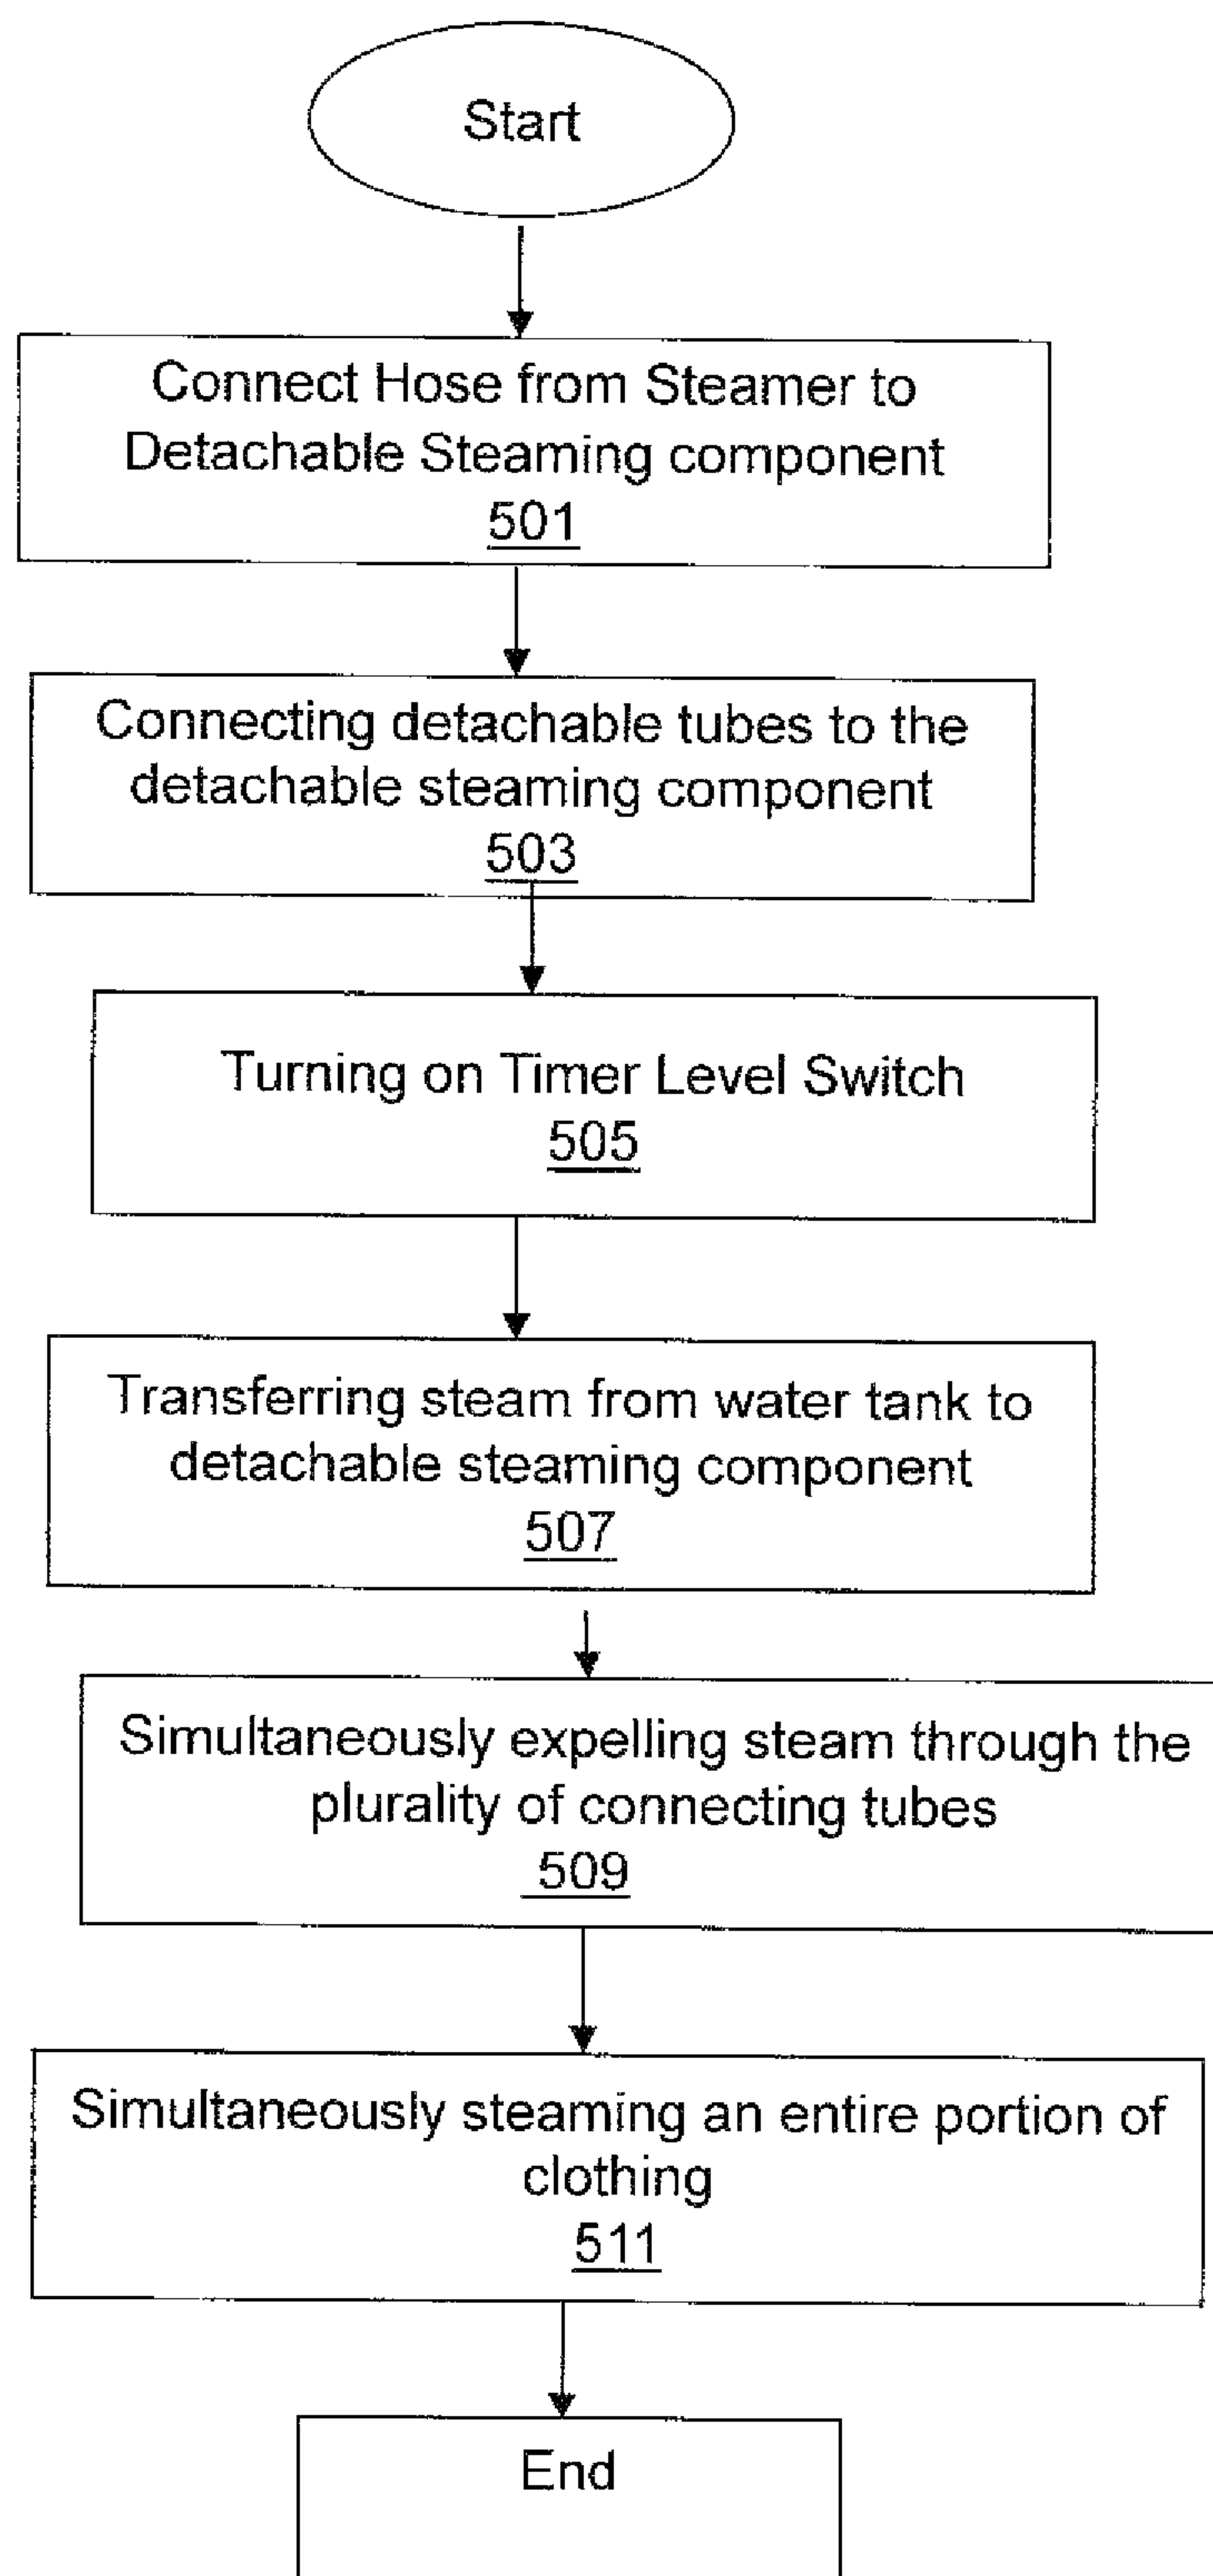 Start
Connect Hose from Steamer to
Detachable Steaming component
501
Connecting detachable tubes to the
detachable steaming component
503
Turning on Timer Level Switch
505
Transferring steam from water tank to
detachable steaming component
507
Simultaneously expelling steam through the
plurality of connecting tubes
509
Simultaneously steaming an entire portion of
clothing
511
End